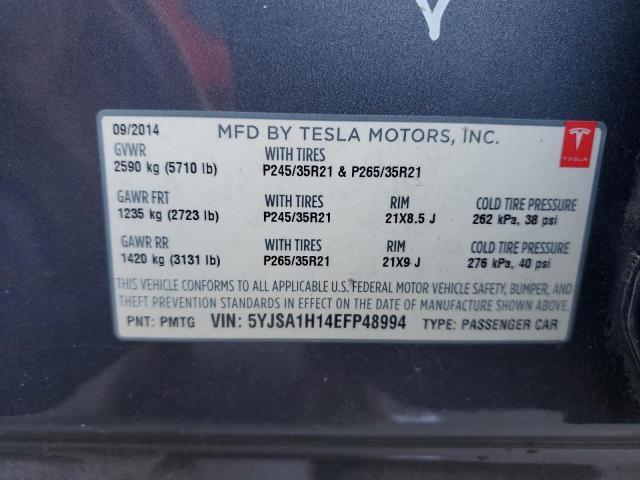 09/2014 MFD BY TESLA MOTORS, INC.
GVWR WITH TIRES
2590 kg (5710 lb) P245/35R21 & P265/35R21
GAWR FRT WITH TIRES RIM COLD TIRE PRESSURE
1235 kg (2723 lb) P245/35R21 21X8.5 J 262 kPa, 38 psi
GAWR RR WITH TIRES RIM COLD TIRE PRESSURE
1420 kg (3131 lb) P265/35R21 21X9 J 276 kPa, 40 psi
THIS VEHICLE CONFORMS TO ALL APPLICABLE U.S. FEDERAL MOTOR VEHICLE SAFETY, BUMPER, AND
THEFT PREVENTION STANDARDS IN EFFECT ON THE DATE OF MANUFACTURE SHOWN ABOVE.
PNT: PMTG VIN: 5YJSA1H14EFP48994 TYPE: PASSENGER CAR
TESLA